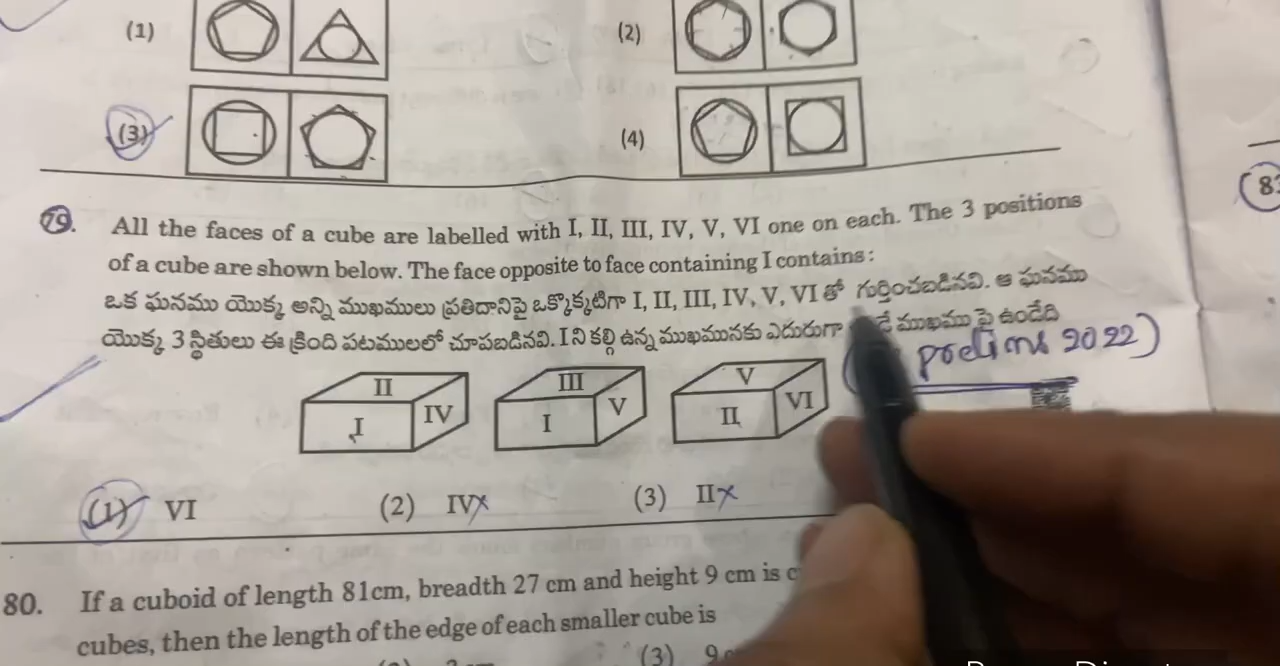 (1) (2)
(3) (4)
79. All the faces of a cube are labelled with I, II, III, IV, V, VI one on each. The 3 positions
of a cube are shown below. The face opposite to face containing I contains:
ఒక ఘనము యొక్క అన్ని ముఖములు ప్రతిదానిపై ఒక్కొక్కటిగా I, II, III, IV, V, VI తో గుర్తించబడినవి. ఆ ఘనము
యొక్క 3 స్థితులు ఈ క్రింది పటములలో చూపబడినవి. I ని కల్గి ఉన్న ముఖమునకు ఎదురుగా ముఖము పై ఉండేది
prelims 2022)
II I IV III I V V II VI
(1) VI (2) IV (3) II
80. If a cuboid of length 81cm, breadth 27 cm and height 9 cm is
cubes, then the length of the edge of each smaller cube is
(3)